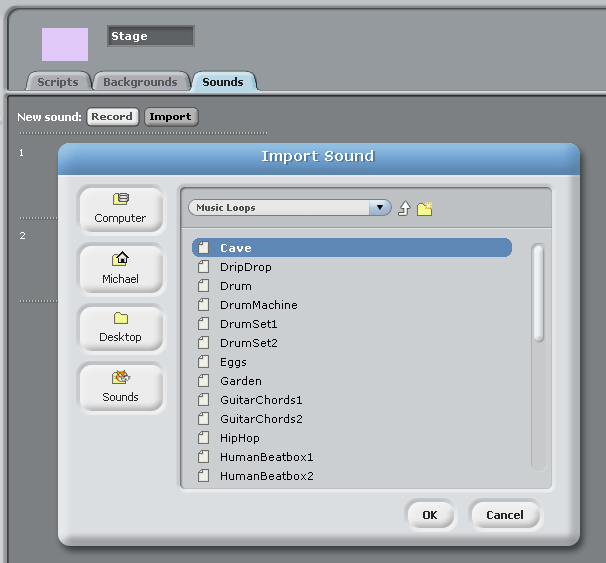 Stage
Scripts Backgrounds Sounds
New sound: Record Import
1
Import Sound
Computer
Music Loops
2
Michael
Desktop
Sounds
Cave
DripDrop
Drum
DrumMachine
DrumSet1
DrumSet2
Eggs
Garden
GuitarChords1
GuitarChords2
HipHop
HumanBeatbox1
HumanBeatbox2
OK Cancel